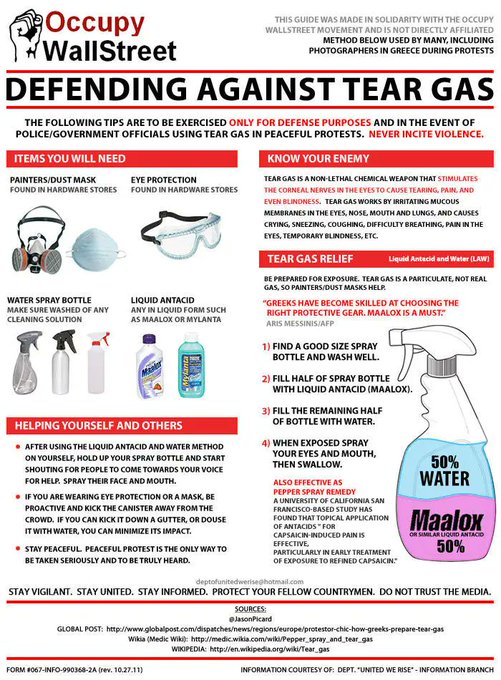 Occupy
WallStreet
THIS GUIDE WAS MADE IN SOLIDARITY WITH THE OCCUPY
WALLSTREET MOVEMENT AND IS NOT DIRECTLY AFFILIATED
METHOD BELOW USED BY MANY, INCLUDING
PHOTOGRAPHERS IN GREECE DURING PROTESTS
DEFENDING AGAINST TEAR GAS
THE FOLLOWING TIPS ARE TO BE EXERCISED ONLY FOR DEFENSE PURPOSES AND IN THE EVENT OF
POLICE/GOVERNMENT OFFICIALS USING TEAR GAS IN PEACEFUL PROTESTS. NEVER INCITE VIOLENCE.
ITEMS YOU WILL NEED
PAINTERS/DUST MASK
FOUND IN HARDWARE STORES
EYE PROTECTION
FOUND IN HARDWARE STORES
WATER SPRAY BOTTLE
MAKE SURE WASHED OF ANY
CLEANING SOLUTION
LIQUID ANTACID
ANY IN LIQUID FORM SUCH
AS MAALOX OR MYLANTA
Maalox
Mylanta
HELPING YOURSELF AND OTHERS
AFTER USING THE LIQUID ANTACID AND WATER METHOD
ON YOURSELF, HOLD UP YOUR SPRAY BOTTLE AND START
SHOUTING FOR PEOPLE TO COME TOWARDS YOUR VOICE
FOR HELP. SPRAY THEIR FACE AND MOUTH.
IF YOU ARE WEARING EYE PROTECTION OR A MASK, BE
PROACTIVE AND KICK THE CANISTER AWAY FROM THE
CROWD. IF YOU CAN KICK IT DOWN A GUTTER, OR DOUSE
IT WITH WATER, YOU CAN MINIMIZE ITS IMPACT.
STAY PEACEFUL. PEACEFUL PROTEST IS THE ONLY WAY TO
BE TAKEN SERIOUSLY AND TO BE TRULY HEARD.
KNOW YOUR ENEMY
TEAR GAS IS A NON-LETHAL CHEMICAL WEAPON THAT STIMULATES
THE CORNEAL NERVES IN THE EYES TO CAUSE TEARING, PAIN, AND
EVEN BLINDNESS. TEAR GAS WORKS BY IRRITATING MUCOUS
MEMBRANES IN THE EYES, NOSE, MOUTH AND LUNGS, AND CAUSES
CRYING, SNEEZING, COUGHING, DIFFICULTY BREATHING, PAIN IN THE
EYES, TEMPORARY BLINDNESS, ETC.
TEAR GAS RELIEF
Liquid Antacid and Water (LAW)
BE PREPARED FOR EXPOSURE. TEAR GAS IS A PARTICULATE, NOT REAL
GAS, SO PAINTERS/DUST MASKS HELP.
"GREEKS HAVE BECOME SKILLED AT CHOOSING THE
RIGHT PROTECTIVE GEAR. MAALOX IS A MUST."
ARIS MESSINIS/AFP
1) FIND A GOOD SIZE SPRAY
BOTTLE AND WASH WELL.
2) FILL HALF OF SPRAY BOTTLE
WITH LIQUID ANTACID (MAALOX).
3) FILL THE REMAINING HALF
OF BOTTLE WITH WATER.
4) WHEN EXPOSED SPRAY
YOUR EYES AND MOUTH,
THEN SWALLOW.
ALSO EFFECTIVE AS
PEPPER SPRAY REMEDY
A UNIVERSITY OF CALIFORNIA SAN
FRANCISCO-BASED STUDY HAS
FOUND THAT TOPICAL APPLICATION
OF ANTACIDS " FOR
CAPSAICIN-INDUCED PAIN IS
EFFECTIVE,
PARTICULARLY IN EARLY TREATMENT
OF EXPOSURE TO REFINED CAPSAICIN."
50%
WATER
Maalox
OR SIMILAR LIQUID ANTACID
50%
deptofunitedwerise@hotmail.com
STAY VIGILANT. STAY UNITED. STAY INFORMED. PROTECT YOUR FELLOW COUNTRYMEN. DO NOT TRUST THE MEDIA.
SOURCES:
@JasonPicard
GLOBAL POST: http://www.globalpost.com/dispatches/news/regions/europe/protestor-chic-how-greeks-prepare-tear-gas
Wikia (Medic Wiki): http://medic.wikia.com/wiki/Pepper_spray_and_tear_gas
WIKIPEDIA: http://en.wikipedia.org/wiki/Tear_gas
FORM #067-INFO-990368-2A (rev. 10.27.11)
INFORMATION COURTESY OF: DEPT. "UNITED WE RISE" - INFORMATION BRANCH